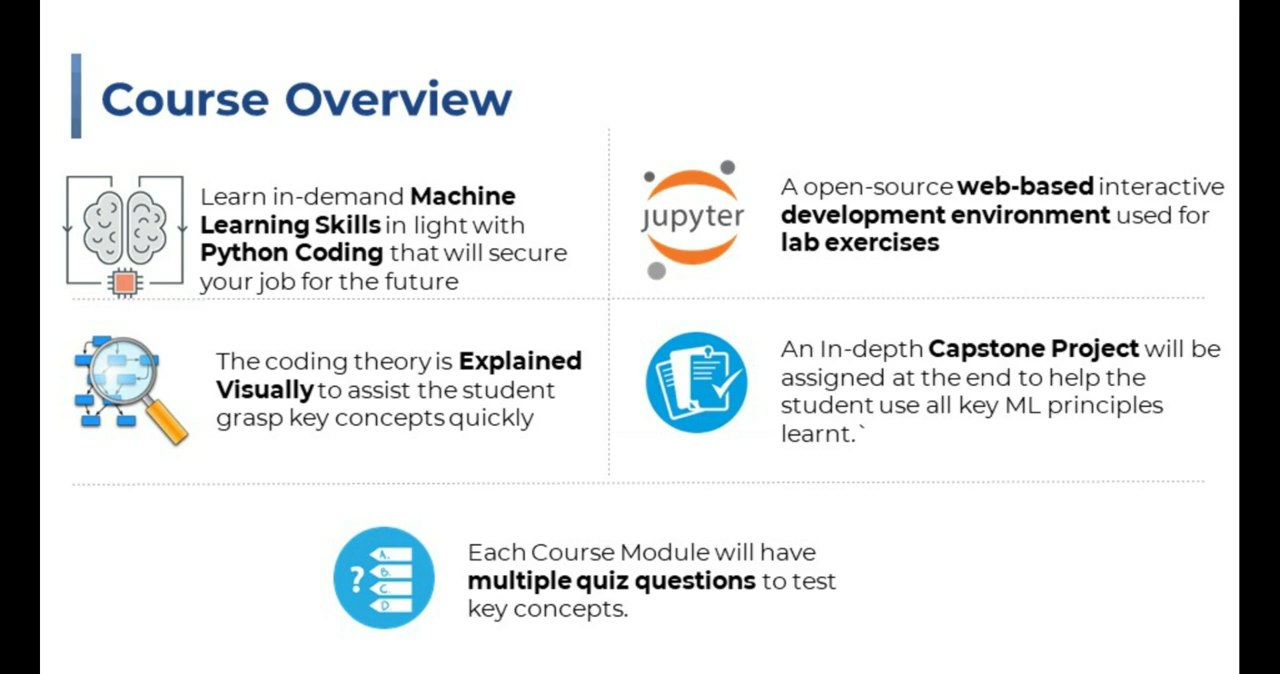 Course Overview
Learn in-demand Machine
Learning Skills in light with
Python Coding that will secure
your job for the future
jupyter
A open-source web-based interactive
development environment used for
lab exercises
The coding theory is Explained
Visually to assist the student
grasp key concepts quickly
An In-depth Capstone Project will be
assigned at the end to help the
student use all key ML principles
learnt.`
?
A.
B.
C.
D
Each Course Module will have
multiple quiz questions to test
key concepts.